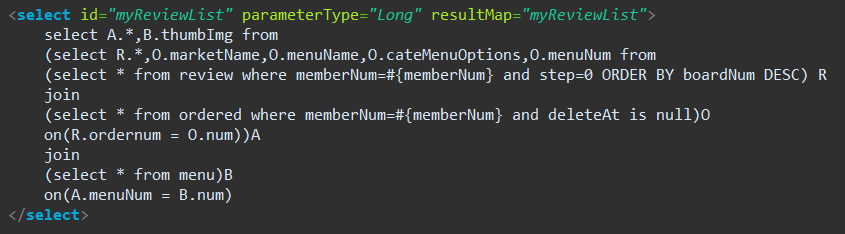 <select id="myReviewList" parameterType="Long" resultMap="myReviewList">
select A.*,B.thumbImg from
(select R.*,O.marketName,O.menuName,O.cateMenuOptions,O.menuNum from
(select * from review where memberNum=#{memberNum} and step=0 ORDER BY boardNum DESC) R
join
(select * from ordered where memberNum=#{memberNum} and deleteAt is null)O
on(R.ordernum = O.num))A
join
(select * from menu)B
on(A.menuNum = B.num)
</select>